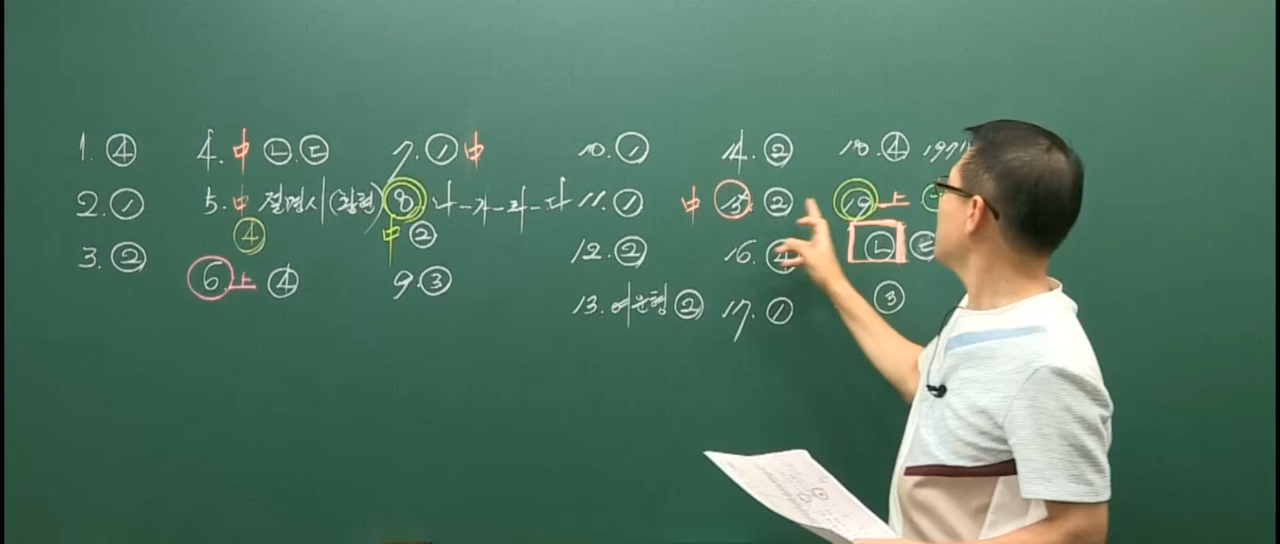 1. ④
2. ①
3. ②
4. 中 ㉡.㉢
5. 中 절명시(황현)
④
6. 上 ④
7. ① 中
8 나-가-라-다
中 ②
9. ③
10. ①
11. ①
12. ②
13. 여운형 ②
14. ②
中 15. ②
16. ④
17. ①
18. ④
19 上
㉡ ㉢
③